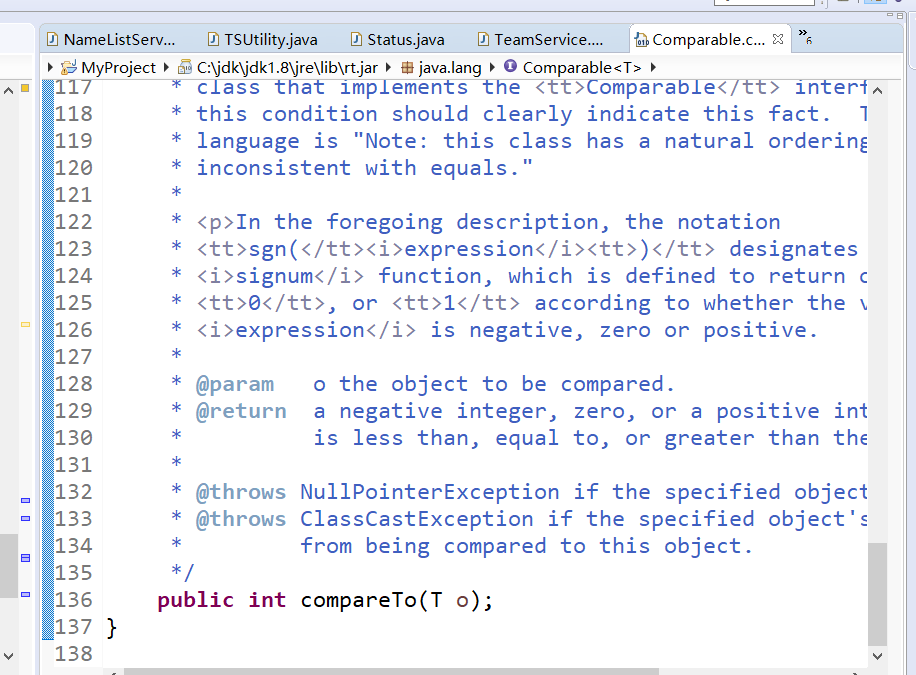 NameListServ... TSUtility.java Status.java TeamService.... Comparable.c... »6
MyProject C:\jdk\jdk1.8\jre\lib\rt.jar java.lang Comparable<T>
117 * class that implements the <tt>Comparable</tt> interf
118 * this condition should clearly indicate this fact. T
119 * language is "Note: this class has a natural ordering
120 * inconsistent with equals."
121 *
122 * <p>In the foregoing description, the notation
123 * <tt>sgn(</tt><i>expression</i><tt>)</tt> designates
124 * <i>signum</i> function, which is defined to return o
125 * <tt>0</tt>, or <tt>1</tt> according to whether the v
126 * <i>expression</i> is negative, zero or positive.
127 *
128 * @param o the object to be compared.
129 * @return a negative integer, zero, or a positive int
130 * is less than, equal to, or greater than the
131 *
132 * @throws NullPointerException if the specified object
133 * @throws ClassCastException if the specified object's
134 * from being compared to this object.
135 */
136 public int compareTo(T o);
137 }
138